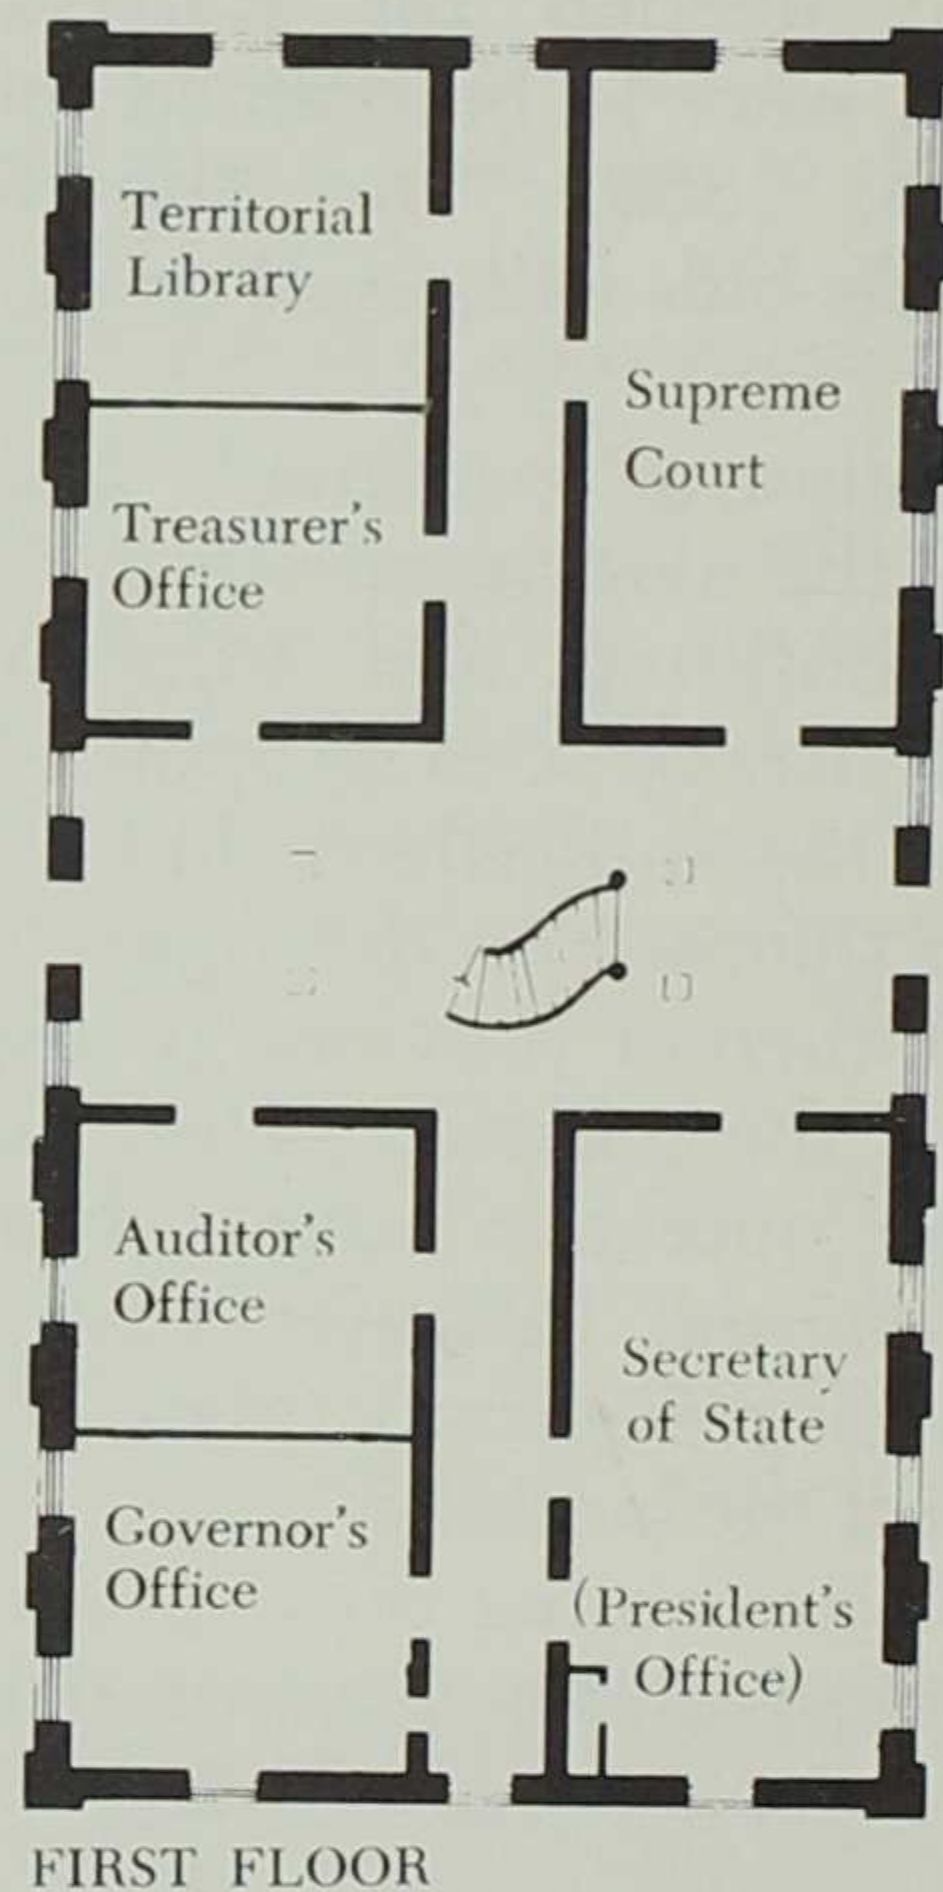 Territorial
Library
Supreme
Court
Treasurer's
Office
Auditor's
Office
Secretary
of State
Governor's
Office
(President's
Office)
FIRST FLOOR